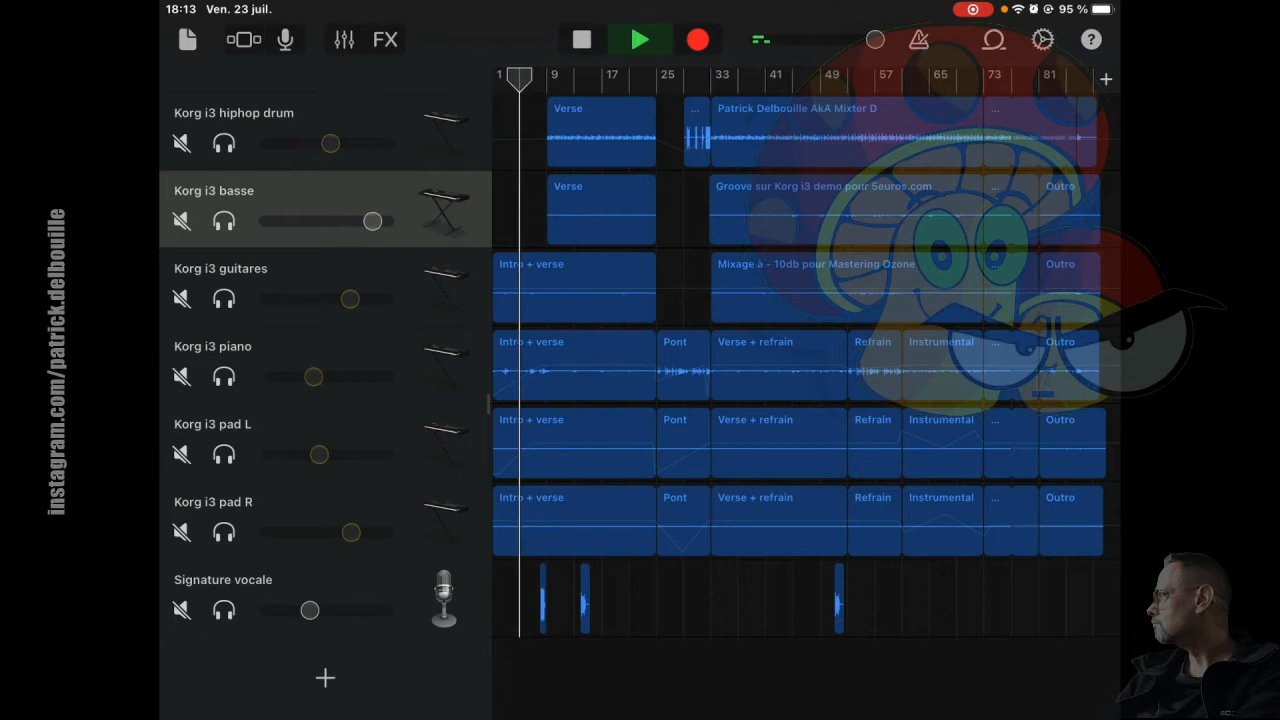 18:13 Ven. 23 juil.
95 %
FX
1 9 17 25 33 41 49 57 65 73 81
Korg i3 hiphop drum
Verse
...
Patrick Delbouille AkA Mixter D
...
Korg i3 basse
Verse
Groove sur Korg i3 demo pour 5euros.com
...
Outro
Korg i3 guitares
Intro + verse
Mixage à - 10db pour Mastering Ozone
...
Outro
Korg i3 piano
Intro + verse
Pont
Verse + refrain
Refrain
Instrumental
...
Outro
Korg i3 pad L
Intro + verse
Pont
Verse + refrain
Refrain
Instrumental
...
Outro
Korg i3 pad R
Intro + verse
Pont
Verse + refrain
Refrain
Instrumental
...
Outro
Signature vocale
instagram.com/patrick.delbouille